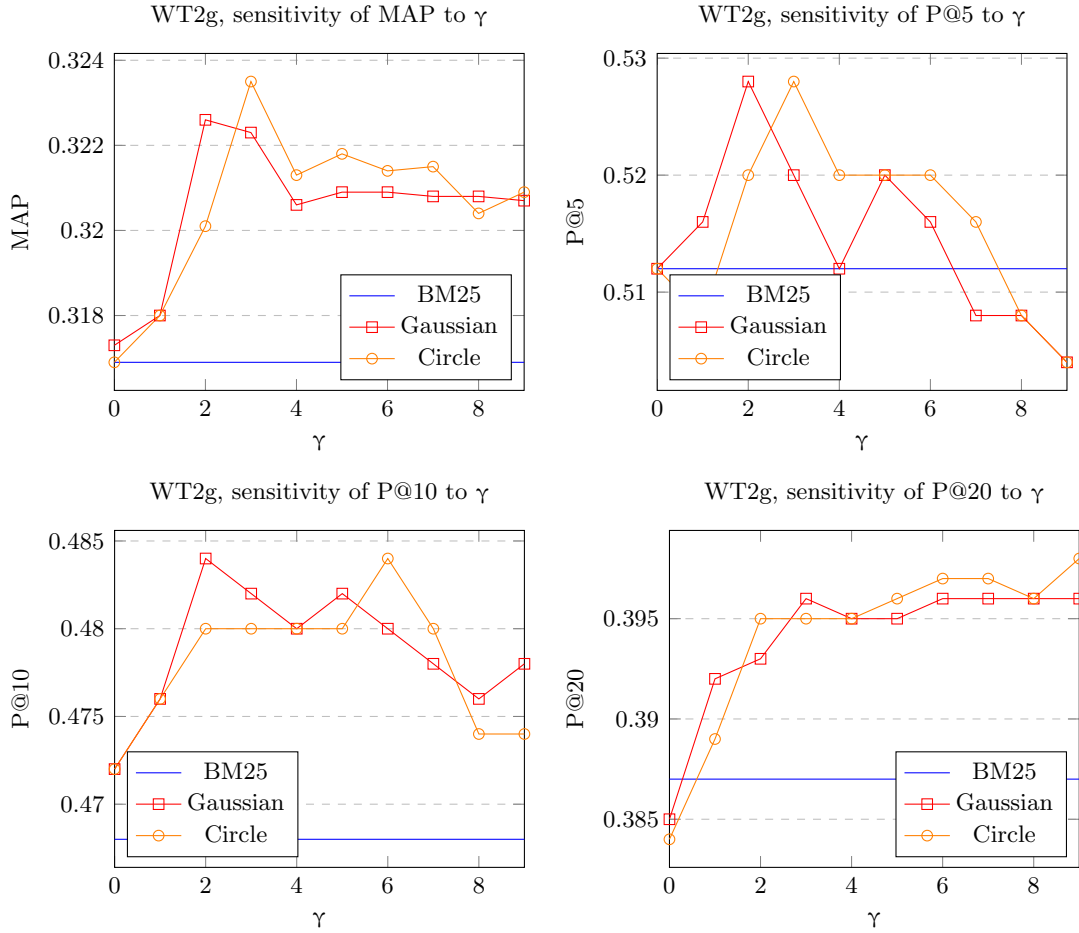 WT2g, sensitivity of MAP to γ
0.324
0.322
0.32
0.318
MAP
0 2 4 6 8
γ
BM25
Gaussian
Circle
WT2g, sensitivity of P@5 to γ
0.53
0.52
0.51
P@5
0 2 4 6 8
γ
BM25
Gaussian
Circle
WT2g, sensitivity of P@10 to γ
0.485
0.48
0.475
0.47
P@10
0 2 4 6 8
γ
BM25
Gaussian
Circle
WT2g, sensitivity of P@20 to γ
0.395
0.39
0.385
P@20
0 2 4 6 8
γ
BM25
Gaussian
Circle